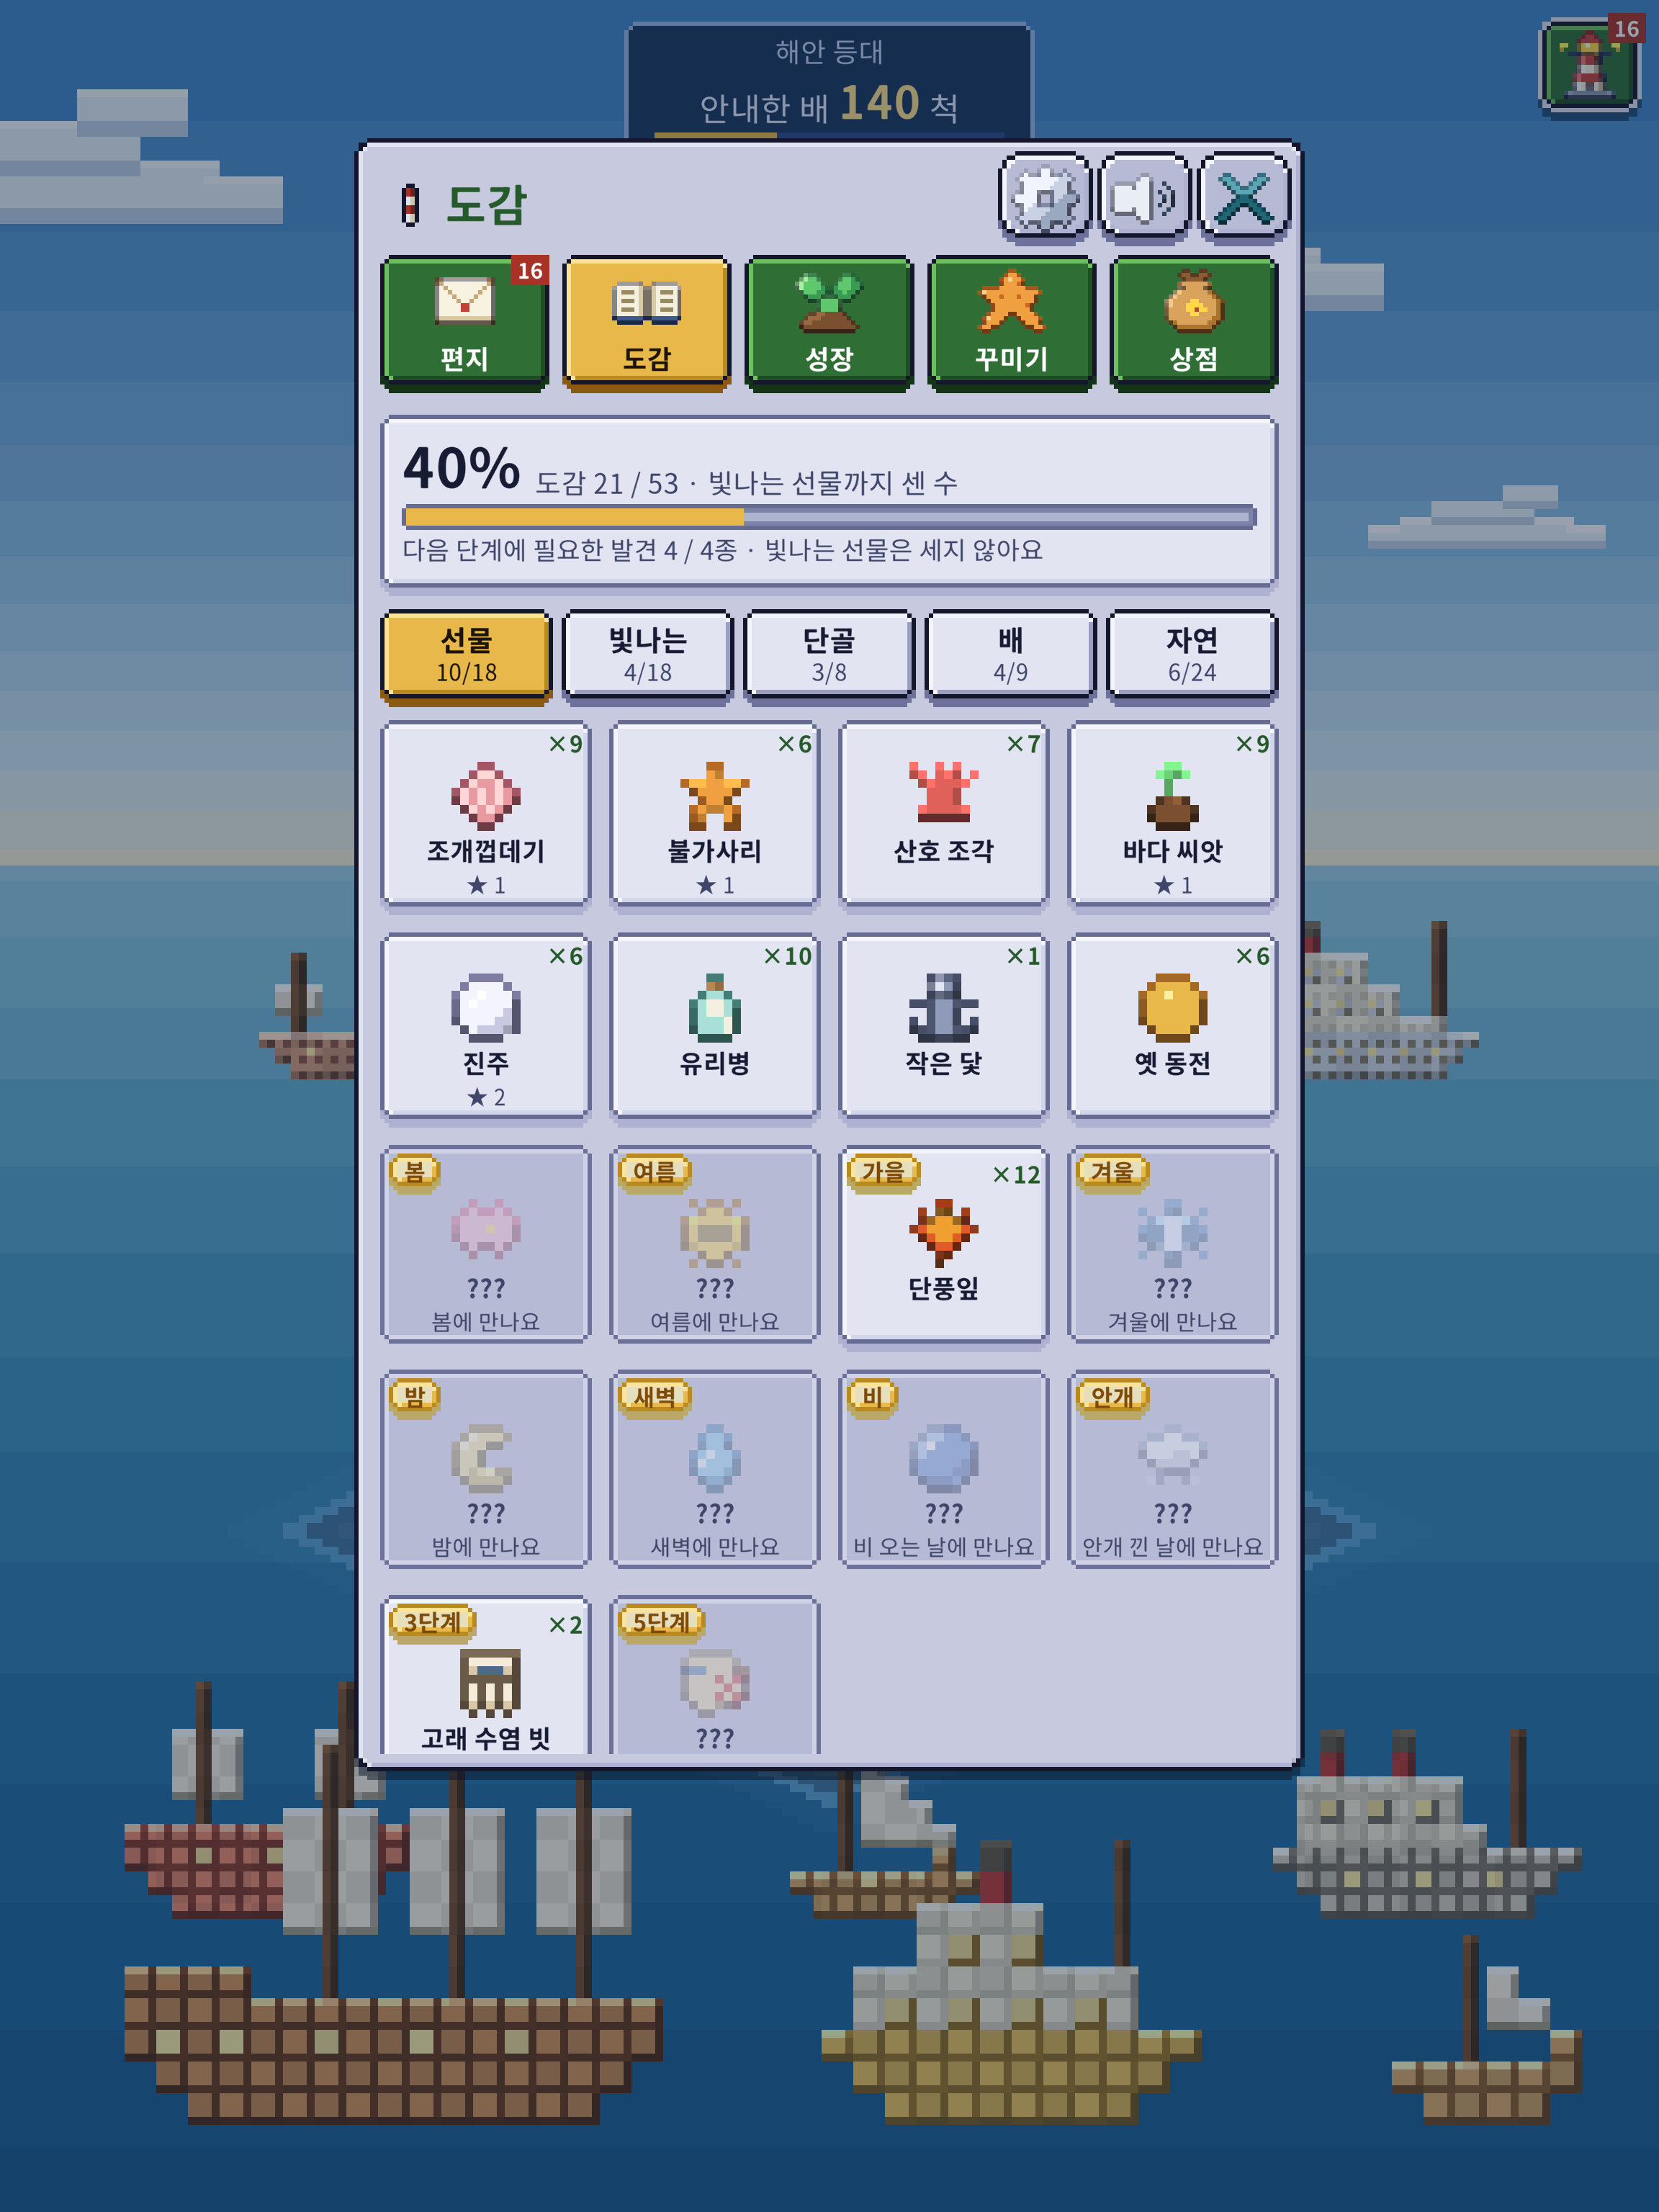 해안 등대
안내한 배 140 척
16
도감
16
편지
도감
성장
꾸미기
상점
40% 도감 21 / 53 · 빛나는 선물까지 센 수
다음 단계에 필요한 발견 4 / 4종 · 빛나는 선물은 세지 않아요
선물
10/18
빛나는
4/18
단골
3/8
배
4/9
자연
6/24
×9
조개껍데기
★ 1
×6
불가사리
★ 1
×7
산호 조각
×9
바다 씨앗
★ 1
×6
진주
★ 2
×10
유리병
×1
작은 닻
×6
옛 동전
봄
???
봄에 만나요
여름
???
여름에 만나요
가을
×12
단풍잎
겨울
???
겨울에 만나요
밤
???
밤에 만나요
새벽
???
새벽에 만나요
비
???
비 오는 날에 만나요
안개
???
안개 낀 날에 만나요
3단계
×2
고래 수염 빗
5단계
???